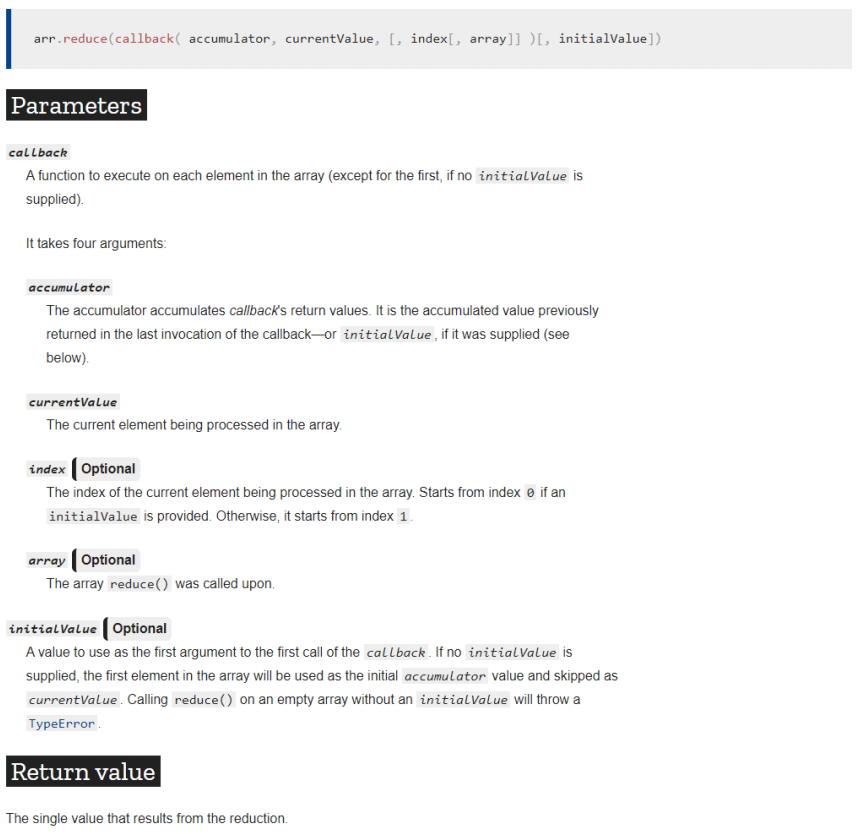 arr.reduce(callback( accumulator, currentValue, [, index[, array]] )[, initialValue])
Parameters
callback
A function to execute on each element in the array (except for the first, if no initialValue is
supplied).
It takes four arguments:
accumulator
The accumulator accumulates callback's return values. It is the accumulated value previously
returned in the last invocation of the callback—or initialValue, if it was supplied (see
below).
currentValue
The current element being processed in the array.
index Optional
The index of the current element being processed in the array. Starts from index 0 if an
initialValue is provided. Otherwise, it starts from index 1.
array Optional
The array reduce() was called upon.
initialValue Optional
A value to use as the first argument to the first call of the callback. If no initialValue is
supplied, the first element in the array will be used as the initial accumulator value and skipped as
currentValue. Calling reduce() on an empty array without an initialValue will throw a
TypeError.
Return value
The single value that results from the reduction.